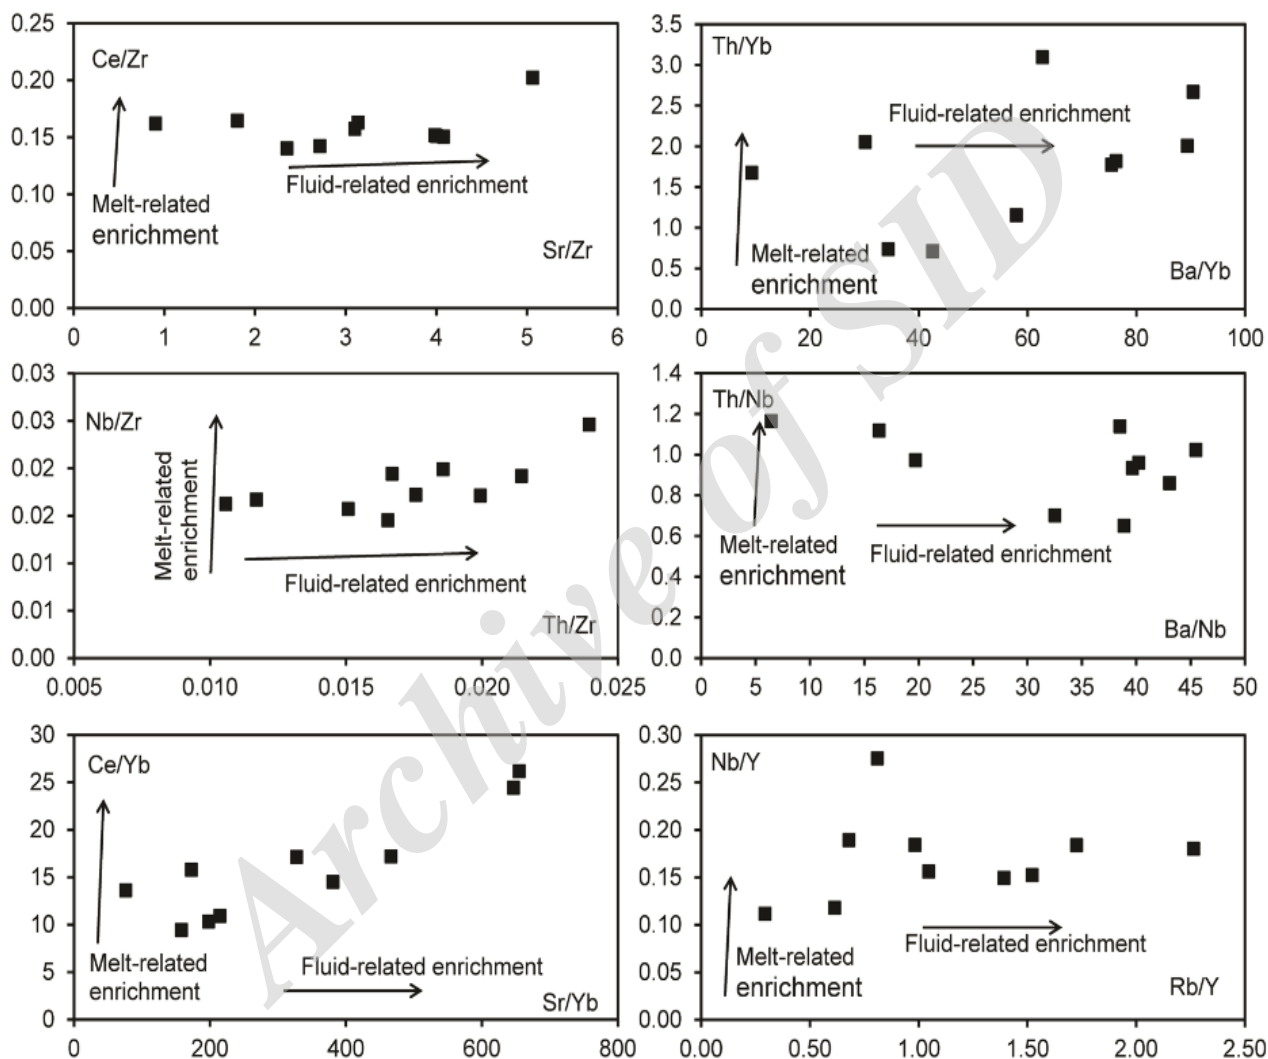 0.25
Ce/Zr
0.20
0.15
0.10
Melt-related
enrichment
Fluid-related enrichment
0.05
Sr/Zr
0.00
0 1 2 3 4 5 6
3.5
Th/Yb
3.0
2.5
Fluid-related enrichment
2.0
1.5
1.0
Melt-related
enrichment
0.5
Ba/Yb
0.0
0 20 40 60 80 100
0.03
Nb/Zr
0.03
0.02
Melt-related
enrichment
0.02
0.01
Fluid-related enrichment
0.01
Th/Zr
0.00
0.005 0.010 0.015 0.020 0.025
1.4
Th/Nb
1.2
1.0
0.8
0.6
Melt-related
enrichment
Fluid-related enrichment
0.4
0.2
Ba/Nb
0.0
0 5 10 15 20 25 30 35 40 45 50
30
Ce/Yb
25
20
15
10
Melt-related
enrichment
Fluid-related enrichment
5
Sr/Yb
0
0 200 400 600 800
0.30
Nb/Y
0.25
0.20
0.15
0.10
Fluid-related enrichment
Melt-related
enrichment
0.05
Rb/Y
0.00
0.00 0.50 1.00 1.50 2.00 2.50
Archive of SID